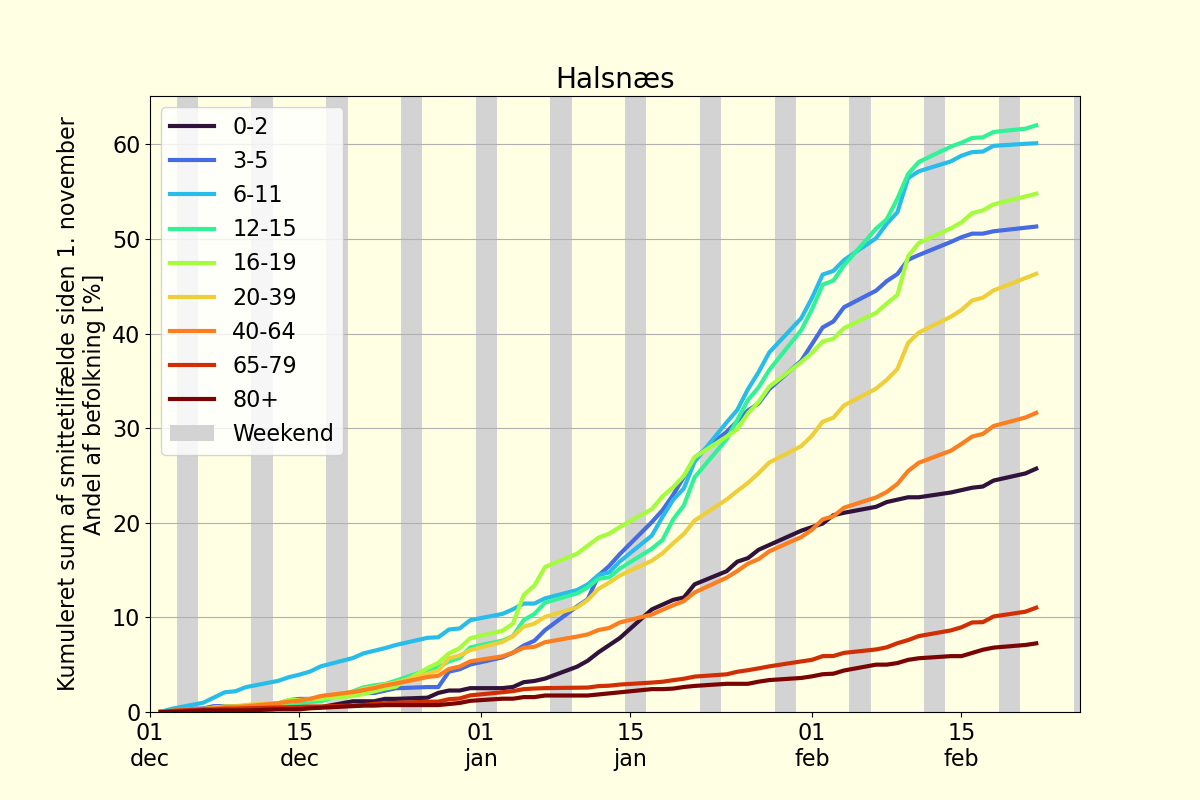 Halsnæs
Kumuleret sum af smittetilfælde siden 1. november
Andel af befolkning [%]
60
50
40
30
20
10
0
0-2
3-5
6-11
12-15
16-19
20-39
40-64
65-79
80+
Weekend
01
dec
15
dec
01
jan
15
jan
01
feb
15
feb